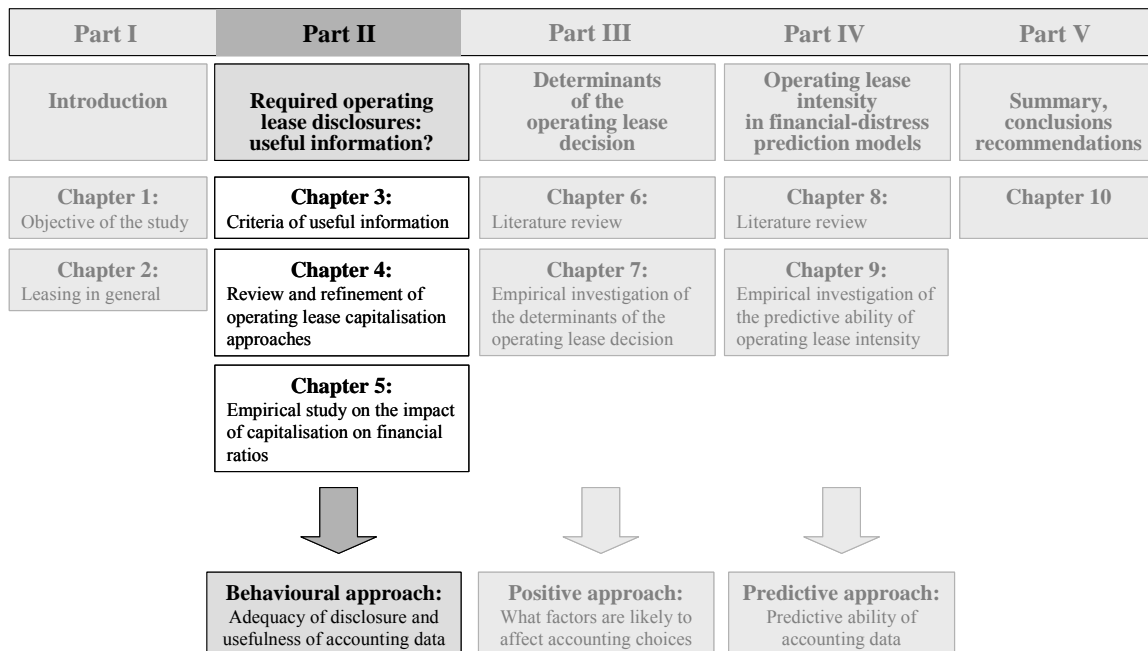 Part I
Part II
Part III
Part IV
Part V
Introduction
Required operating
lease disclosures:
useful information?
Determinants
of the
operating lease
decision
Operating lease
intensity
in financial-distress
prediction models
Summary,
conclusions
recommendations
Chapter 1:
Objective of the study
Chapter 3:
Criteria of useful information
Chapter 6:
Literature review
Chapter 8:
Literature review
Chapter 10
Chapter 2:
Leasing in general
Chapter 4:
Review and refinement of
operating lease capitalisation
approaches
Chapter 7:
Empirical investigation of
the determinants of the
operating lease decision
Chapter 9:
Empirical investigation of
the predictive ability of
operating lease intensity
Chapter 5:
Empirical study on the impact
of capitalisation on financial
ratios
Behavioural approach:
Adequacy of disclosure and
usefulness of accounting data
Positive approach:
What factors are likely to
affect accounting choices
Predictive approach:
Predictive ability of
accounting data